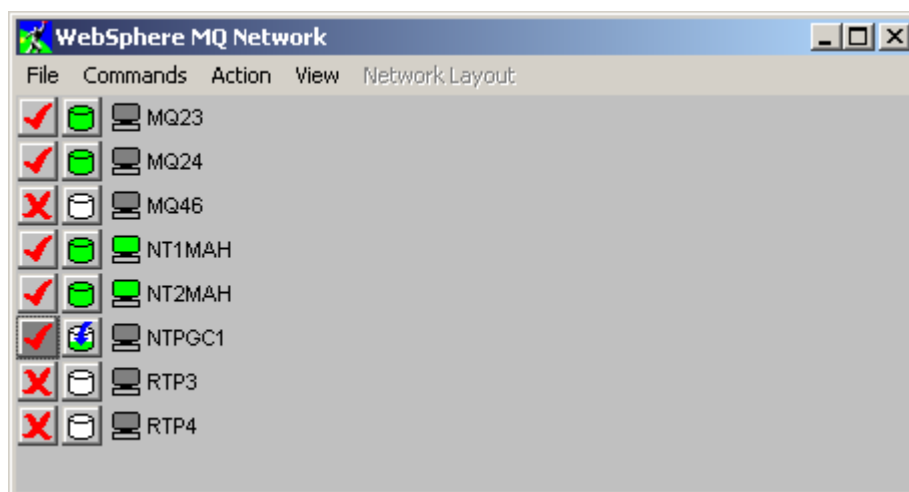 WebSphere MQ Network
File Commands Action View Network Layout
MQ23
MQ24
MQ46
NT1MAH
NT2MAH
NTPGC1
RTP3
RTP4